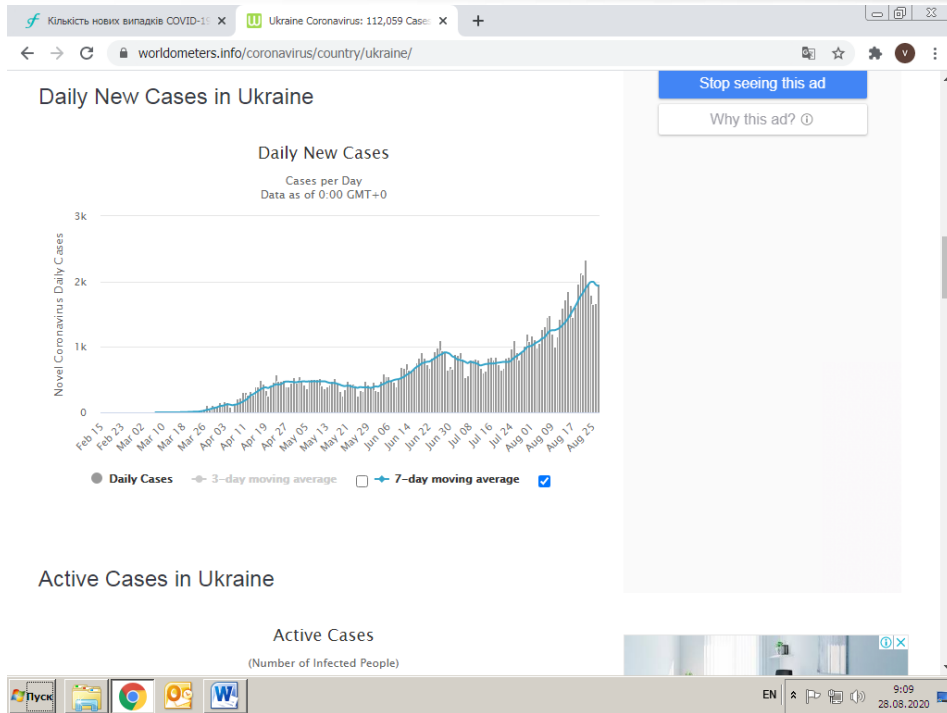 Кількість нових випадків COVID-19
Ukraine Coronavirus: 112,059 Case
worldometers.info/coronavirus/country/ukraine/
V
Daily New Cases in Ukraine
Stop seeing this ad
Why this ad?
Daily New Cases
Cases per Day
Data as of 0:00 GMT+0
Novel Coronavirus Daily Cases
3k
2k
1k
0
Feb 15 Feb 23 Mar 02 Mar 10 Mar 18 Mar 26 Apr 03 Apr 11 Apr 19 Apr 27 May 05 May 13 May 21 May 29 Jun 06 Jun 14 Jun 22 Jun 30 Jul 08 Jul 16 Jul 24 Aug 01 Aug 09 Aug 17 Aug 25
Daily Cases 3-day moving average 7-day moving average
Active Cases in Ukraine
Active Cases
(Number of Infected People)
Пуск
EN
9:09
28.08.2020